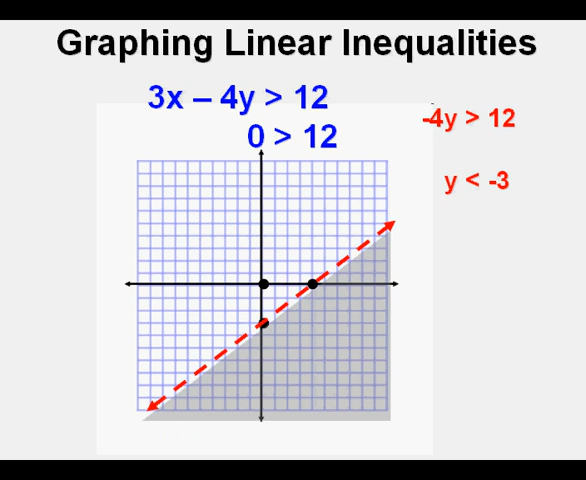 Graphing Linear Inequalities
3x – 4y > 12
0 > 12
-4y > 12
y < -3